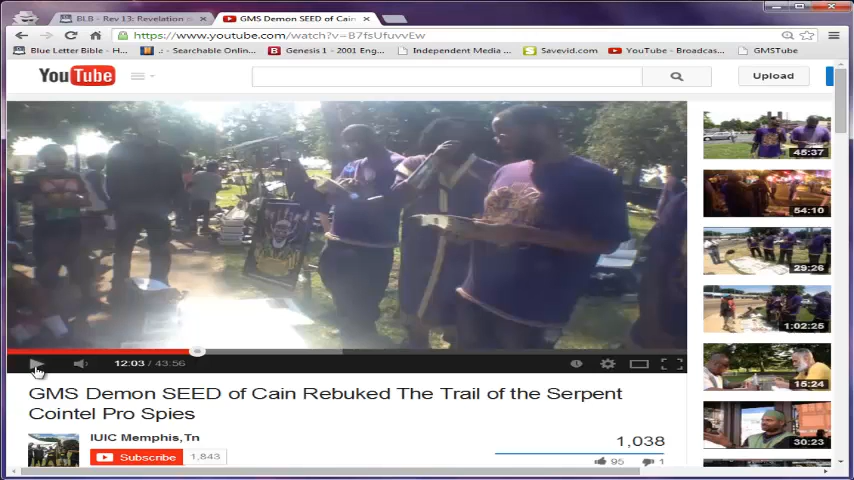 BLB - Rev 13: Revelation
GMS Demon SEED of Cain
https://www.youtube.com/watch?v=B7fsUfuvvEw
Blue Letter Bible - H...
.: - Searchable Onlin...
Genesis 1 - 2001 Eng...
Independent Media ...
Savevid.com
YouTube - Broadcas...
GMSTube
YouTube
Upload
45:37
54:10
29:26
1:02:25
15:24
30:23
12:03 / 43:56
GMS Demon SEED of Cain Rebuked The Trail of the Serpent
Cointel Pro Spies
IUIC Memphis,Tn
Subscribe 1,843
1,038
95 1